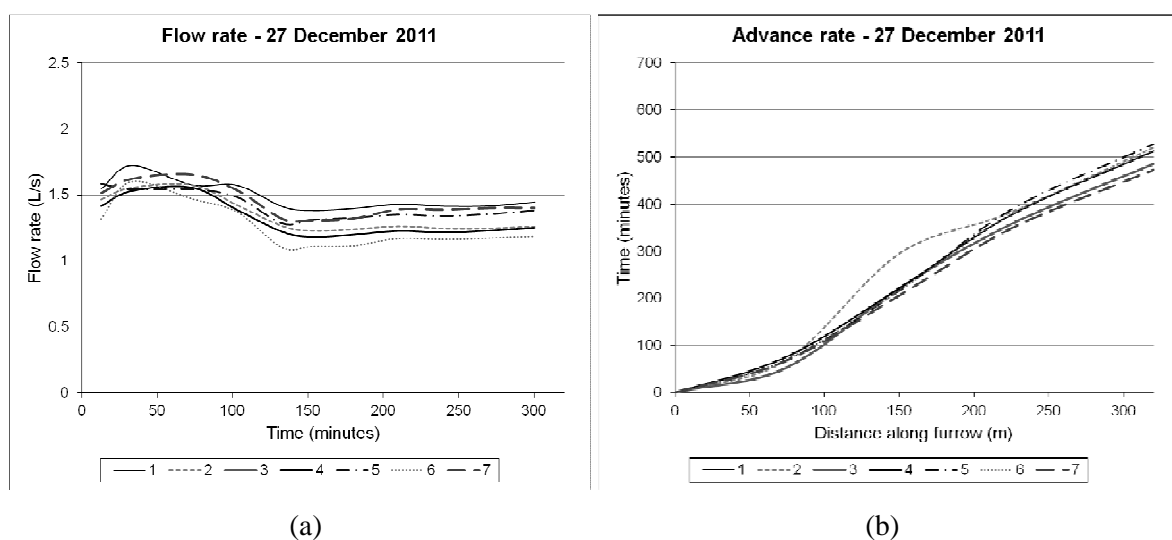 Flow rate - 27 December 2011
2.5
2
1.5
1
0.5
0
Flow rate (L/s)
0 50 100 150 200 250 300
Time (minutes)
1 2 3 4 5 6 7
(a)
Advance rate - 27 December 2011
700
600
500
400
300
200
100
0
Time (minutes)
0 50 100 150 200 250 300
Distance along furrow (m)
1 2 3 4 5 6 7
(b)